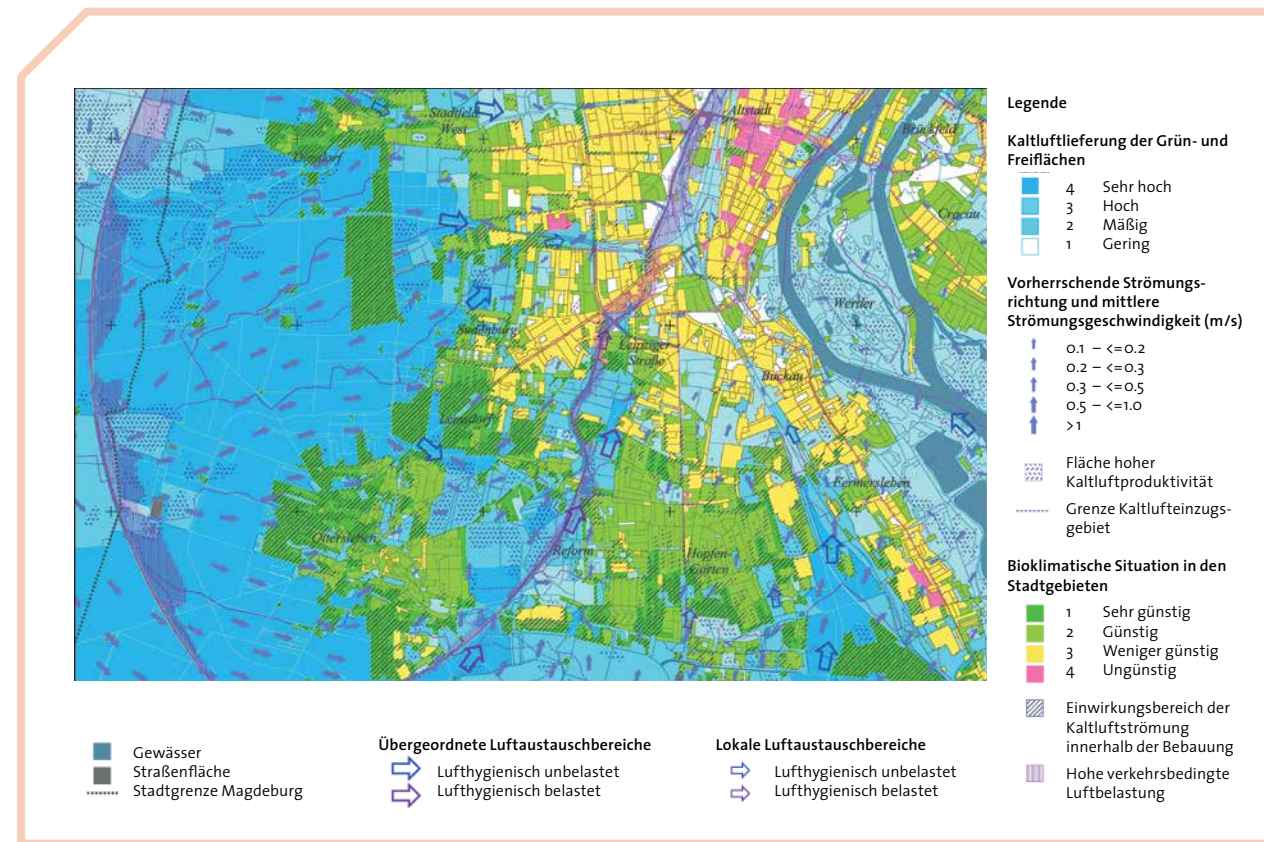 Stadtfeld
West
Altstadt
Brückfeld
Diesdorf
Cracau
Werder
Sudenburg
Leipziger
Straße
Buckau
Lemsdorf
Fermersleben
Ottersleben
Reform
Hopfen-
Garten
Legende
Kaltluftlieferung der Grün- und
Freiflächen
4 Sehr hoch
3 Hoch
2 Mäßig
1 Gering
Vorherrschende Strömungs-
richtung und mittlere
Strömungsgeschwindigkeit (m/s)
0.1 – <=0.2
0.2 – <=0.3
0.3 – <=0.5
0.5 – <=1.0
>1
Fläche hoher
Kaltluftproduktivität
Grenze Kaltlufteinzugs-
gebiet
Bioklimatische Situation in den
Stadtgebieten
1 Sehr günstig
2 Günstig
3 Weniger günstig
4 Ungünstig
Einwirkungsbereich der
Kaltluftströmung
innerhalb der Bebauung
Hohe verkehrsbedingte
Luftbelastung
Gewässer
Straßenfläche
Stadtgrenze Magdeburg
Übergeordnete Luftaustauschbereiche
Lufthygienisch unbelastet
Lufthygienisch belastet
Lokale Luftaustauschbereiche
Lufthygienisch unbelastet
Lufthygienisch belastet